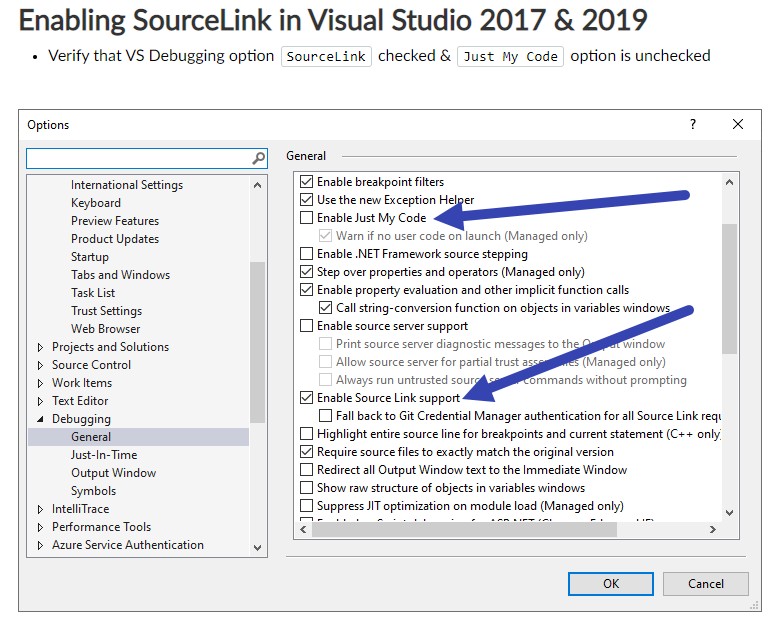 Enabling SourceLink in Visual Studio 2017 & 2019
• Verify that VS Debugging option SourceLink checked & Just My Code option is unchecked
Options
?
International Settings
Keyboard
Preview Features
Product Updates
Startup
Tabs and Windows
Task List
Trust Settings
Web Browser
Projects and Solutions
Source Control
Work Items
Text Editor
Debugging
General
Just-In-Time
Output Window
Symbols
IntelliTrace
Performance Tools
Azure Service Authentication
General
Enable breakpoint filters
Use the new Exception Helper
Enable Just My Code
Warn if no user code on launch (Managed only)
Enable .NET Framework source stepping
Step over properties and operators (Managed only)
Enable property evaluation and other implicit function calls
Call string-conversion function on objects in variables windows
Enable source server support
Print source server diagnostic messages to the Output window
Allow source server for partial trust assemblies (Managed only)
Always run untrusted source server commands without prompting
Enable Source Link support
Fall back to Git Credential Manager authentication for all Source Link requ
Highlight entire source line for breakpoints and current statement (C++ only)
Require source files to exactly match the original version
Redirect all Output Window text to the Immediate Window
Show raw structure of objects in variables windows
Suppress JIT optimization on module load (Managed only)
OK
Cancel